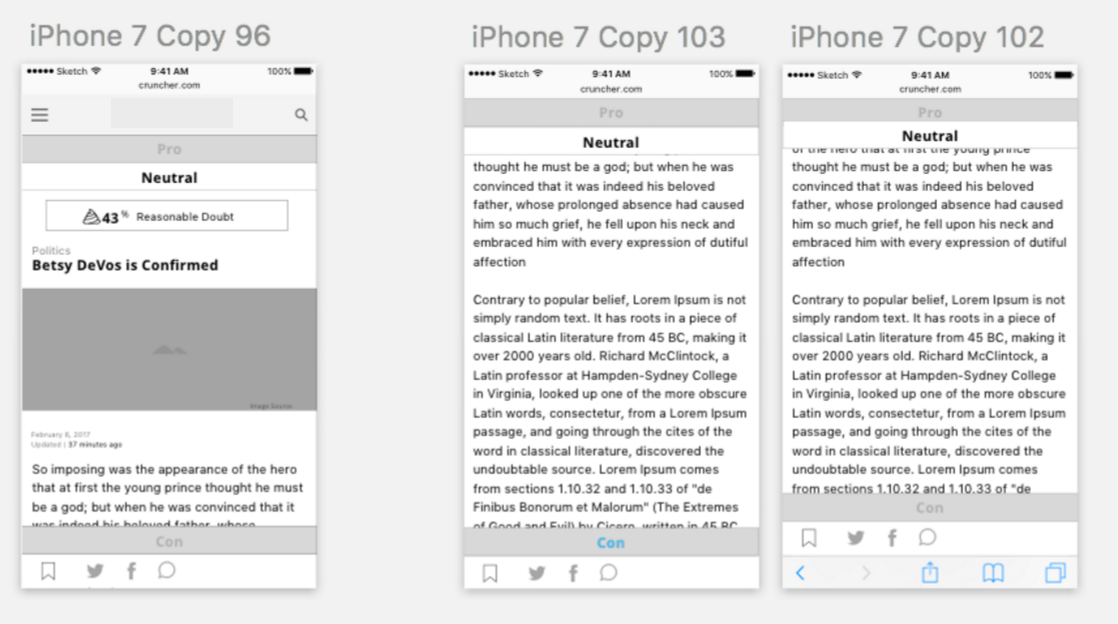 iPhone 7 Copy 96
Sketch 9:41 AM 100%
cruncher.com
Pro
Neutral
43% Reasonable Doubt
Politics
Betsy DeVos is Confirmed
Image Source
February 6, 2017
Updated | 37 minutes ago
So imposing was the appearance of the hero
that at first the young prince thought he must
be a god; but when he was convinced that it
was indeed his beloved father, whose
Con
iPhone 7 Copy 103
Sketch 9:41 AM 100%
cruncher.com
Pro
Neutral
thought he must be a god; but when he was
convinced that it was indeed his beloved
father, whose prolonged absence had caused
him so much grief, he fell upon his neck and
embraced him with every expression of dutiful
affection
Contrary to popular belief, Lorem Ipsum is not
simply random text. It has roots in a piece of
classical Latin literature from 45 BC, making it
over 2000 years old. Richard McClintock, a
Latin professor at Hampden-Sydney College
in Virginia, looked up one of the more obscure
Latin words, consectetur, from a Lorem Ipsum
passage, and going through the cites of the
word in classical literature, discovered the
undoubtable source. Lorem Ipsum comes
from sections 1.10.32 and 1.10.33 of "de
Finibus Bonorum et Malorum" (The Extremes
of Good and Evil) by Cicero, written in 45 BC.
Con
iPhone 7 Copy 102
Sketch 9:41 AM 100%
cruncher.com
Pro
Neutral
of the hero that at first the young prince
thought he must be a god; but when he was
convinced that it was indeed his beloved
father, whose prolonged absence had caused
him so much grief, he fell upon his neck and
embraced him with every expression of dutiful
affection
Contrary to popular belief, Lorem Ipsum is not
simply random text. It has roots in a piece of
classical Latin literature from 45 BC, making it
over 2000 years old. Richard McClintock, a
Latin professor at Hampden-Sydney College
in Virginia, looked up one of the more obscure
Latin words, consectetur, from a Lorem Ipsum
passage, and going through the cites of the
word in classical literature, discovered the
undoubtable source. Lorem Ipsum comes
from sections 1.10.32 and 1.10.33 of "de
Con